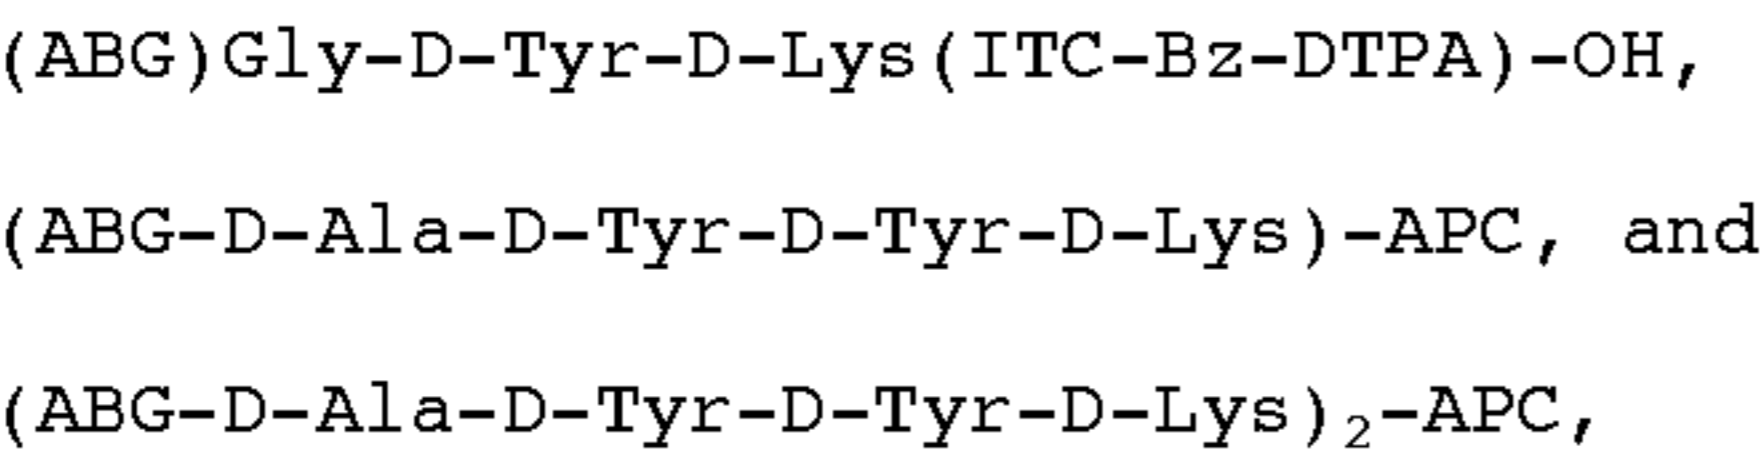 (ABG)Gly-D-Tyr-D-Lys(ITC-Bz-DTPA)-OH,
(ABG-D-Ala-D-Tyr-D-Tyr-D-Lys)-APC, and
(ABG-D-Ala-D-Tyr-D-Tyr-D-Lys)₂-APC,